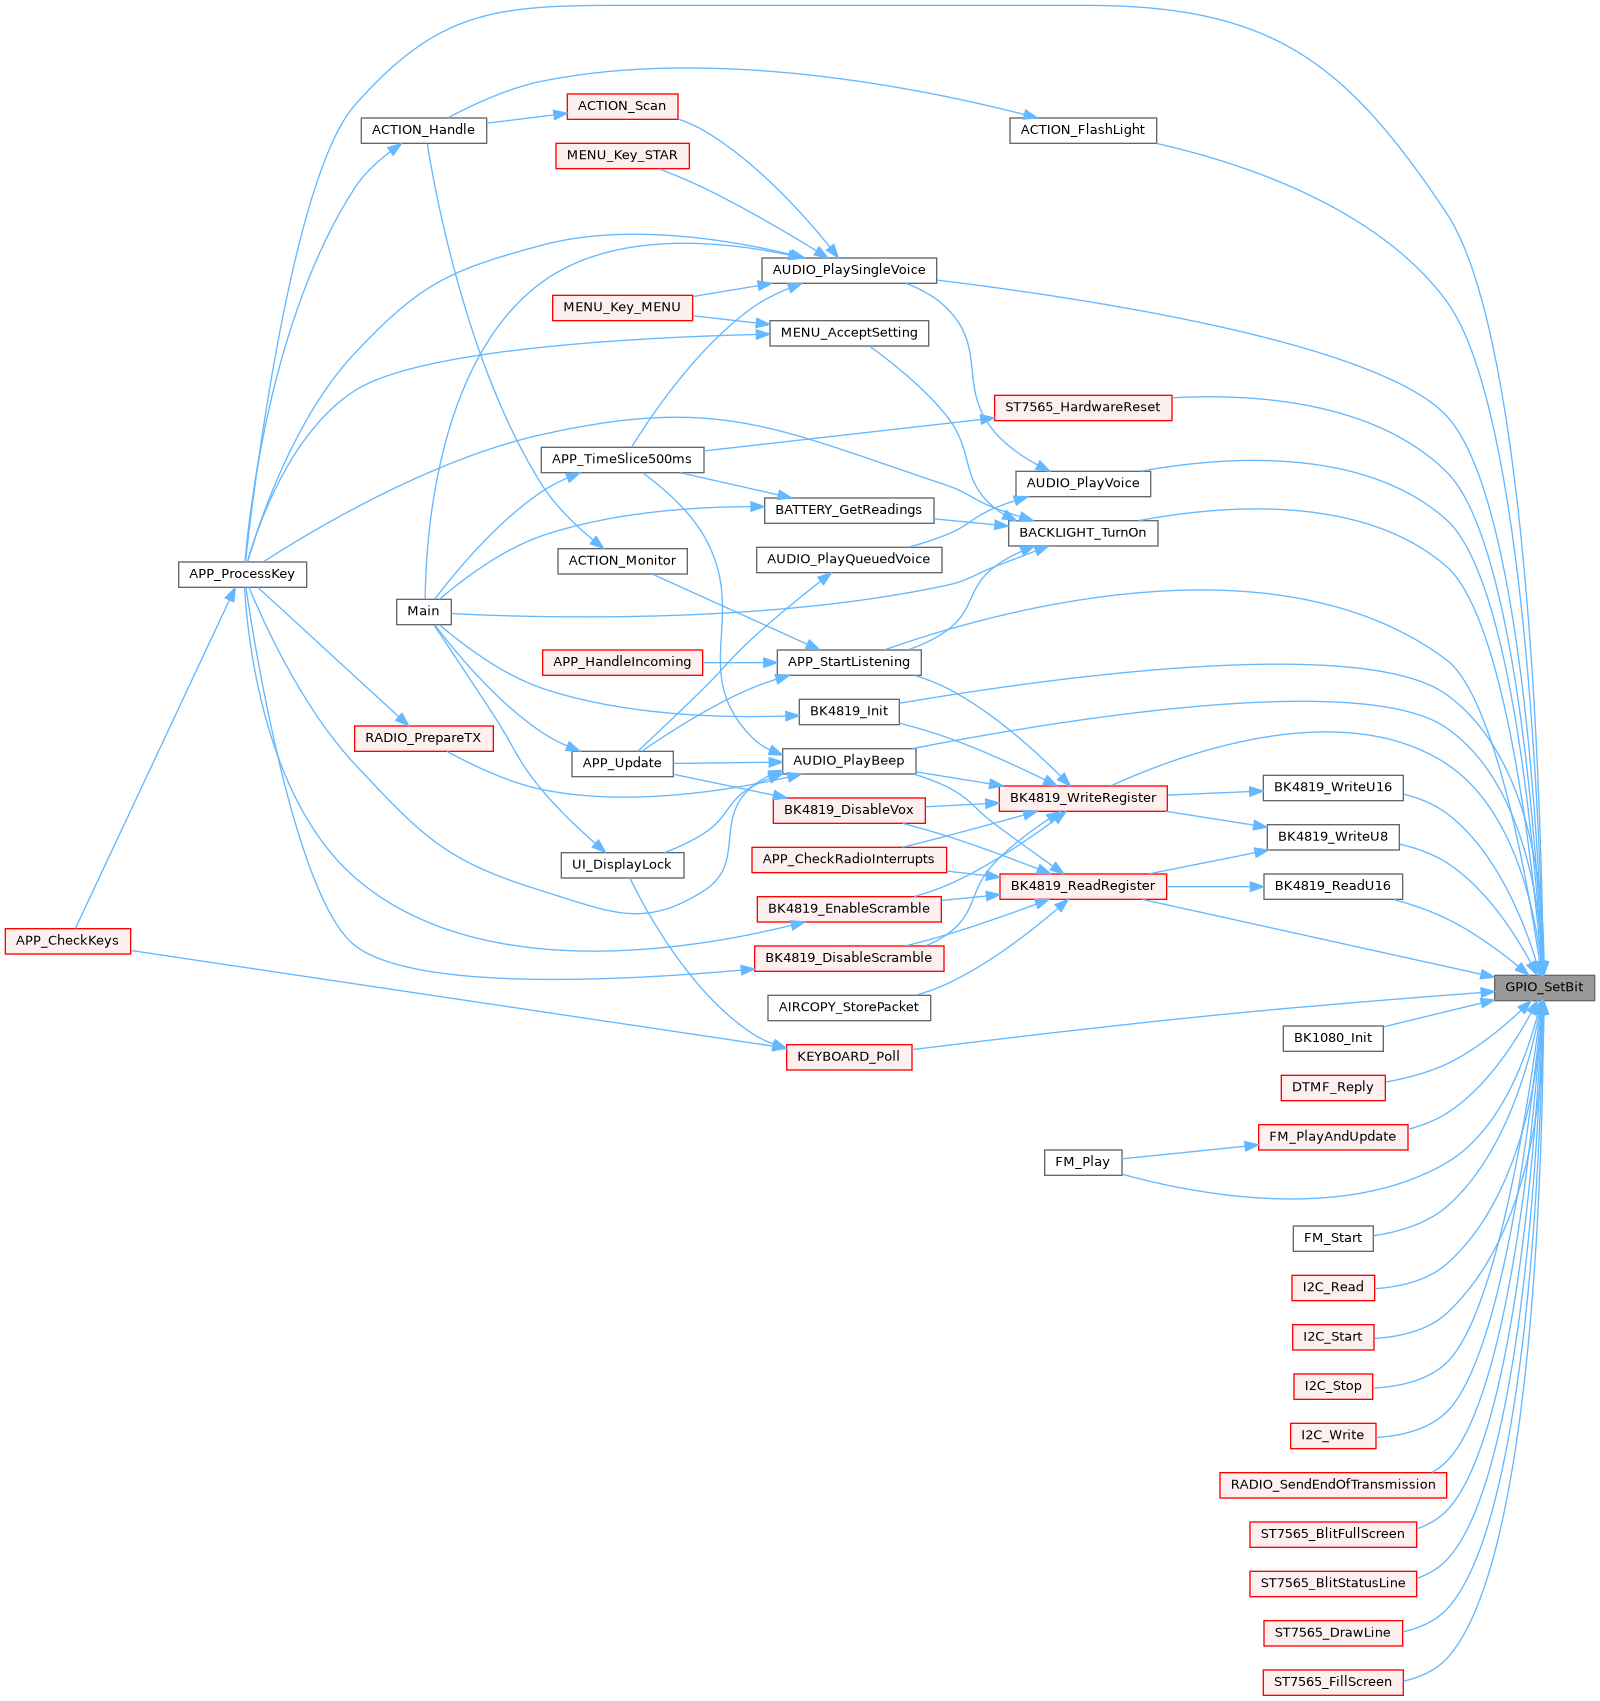 ACTION_Scan
ACTION_Handle
ACTION_FlashLight
MENU_Key_STAR
AUDIO_PlaySingleVoice
MENU_Key_MENU
MENU_AcceptSetting
ST7565_HardwareReset
APP_TimeSlice500ms
AUDIO_PlayVoice
BATTERY_GetReadings
BACKLIGHT_TurnOn
AUDIO_PlayQueuedVoice
ACTION_Monitor
APP_ProcessKey
Main
APP_HandleIncoming
APP_StartListening
BK4819_Init
RADIO_PrepareTX
APP_Update
AUDIO_PlayBeep
BK4819_WriteU16
BK4819_WriteRegister
BK4819_DisableVox
BK4819_WriteU8
APP_CheckRadioInterrupts
UI_DisplayLock
BK4819_ReadRegister
BK4819_ReadU16
BK4819_EnableScramble
APP_CheckKeys
BK4819_DisableScramble
GPIO_SetBit
AIRCOPY_StorePacket
BK1080_Init
KEYBOARD_Poll
DTMF_Reply
FM_PlayAndUpdate
FM_Play
FM_Start
I2C_Read
I2C_Start
I2C_Stop
I2C_Write
RADIO_SendEndOfTransmission
ST7565_BlitFullScreen
ST7565_BlitStatusLine
ST7565_DrawLine
ST7565_FillScreen